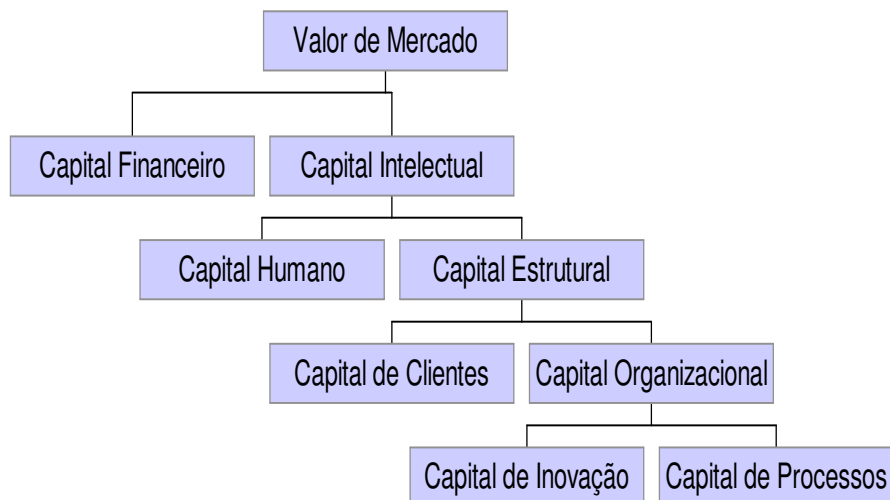 Valor de Mercado
Capital Financeiro
Capital Intelectual
Capital Humano
Capital Estrutural
Capital de Clientes
Capital Organizacional
Capital de Inovação
Capital de Processos